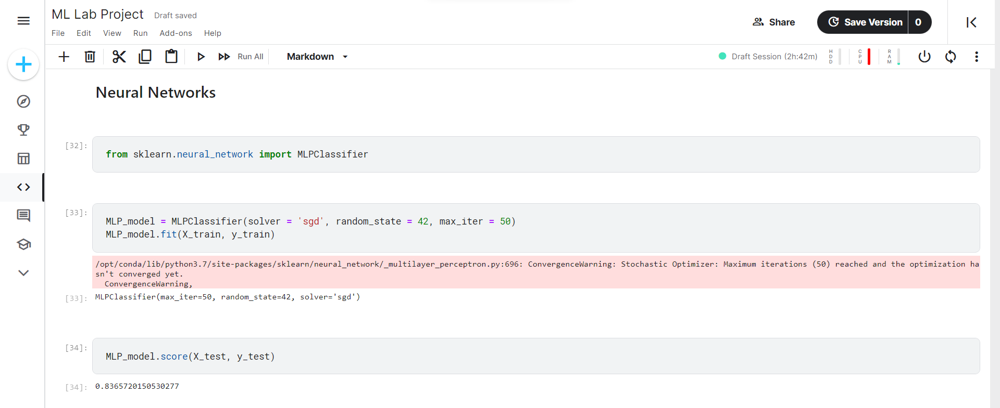 ML Lab Project Draft saved
File Edit View Run Add-ons Help
Share
Save Version 0
Run All
Markdown
Draft Session (2h:42m)
HDD
CPU
RAM
Neural Networks
[32]:
from sklearn.neural_network import MLPClassifier
[33]:
MLP_model = MLPClassifier(solver = 'sgd', random_state = 42, max_iter = 50)
MLP_model.fit(X_train, y_train)
/opt/conda/lib/python3.7/site-packages/sklearn/neural_network/_multilayer_perceptron.py:696: ConvergenceWarning: Stochastic Optimizer: Maximum iterations (50) reached and the optimization ha
sn't converged yet.
  ConvergenceWarning,
[33]:
MLPClassifier(max_iter=50, random_state=42, solver='sgd')
[34]:
MLP_model.score(X_test, y_test)
[34]:
0.8365720150530277